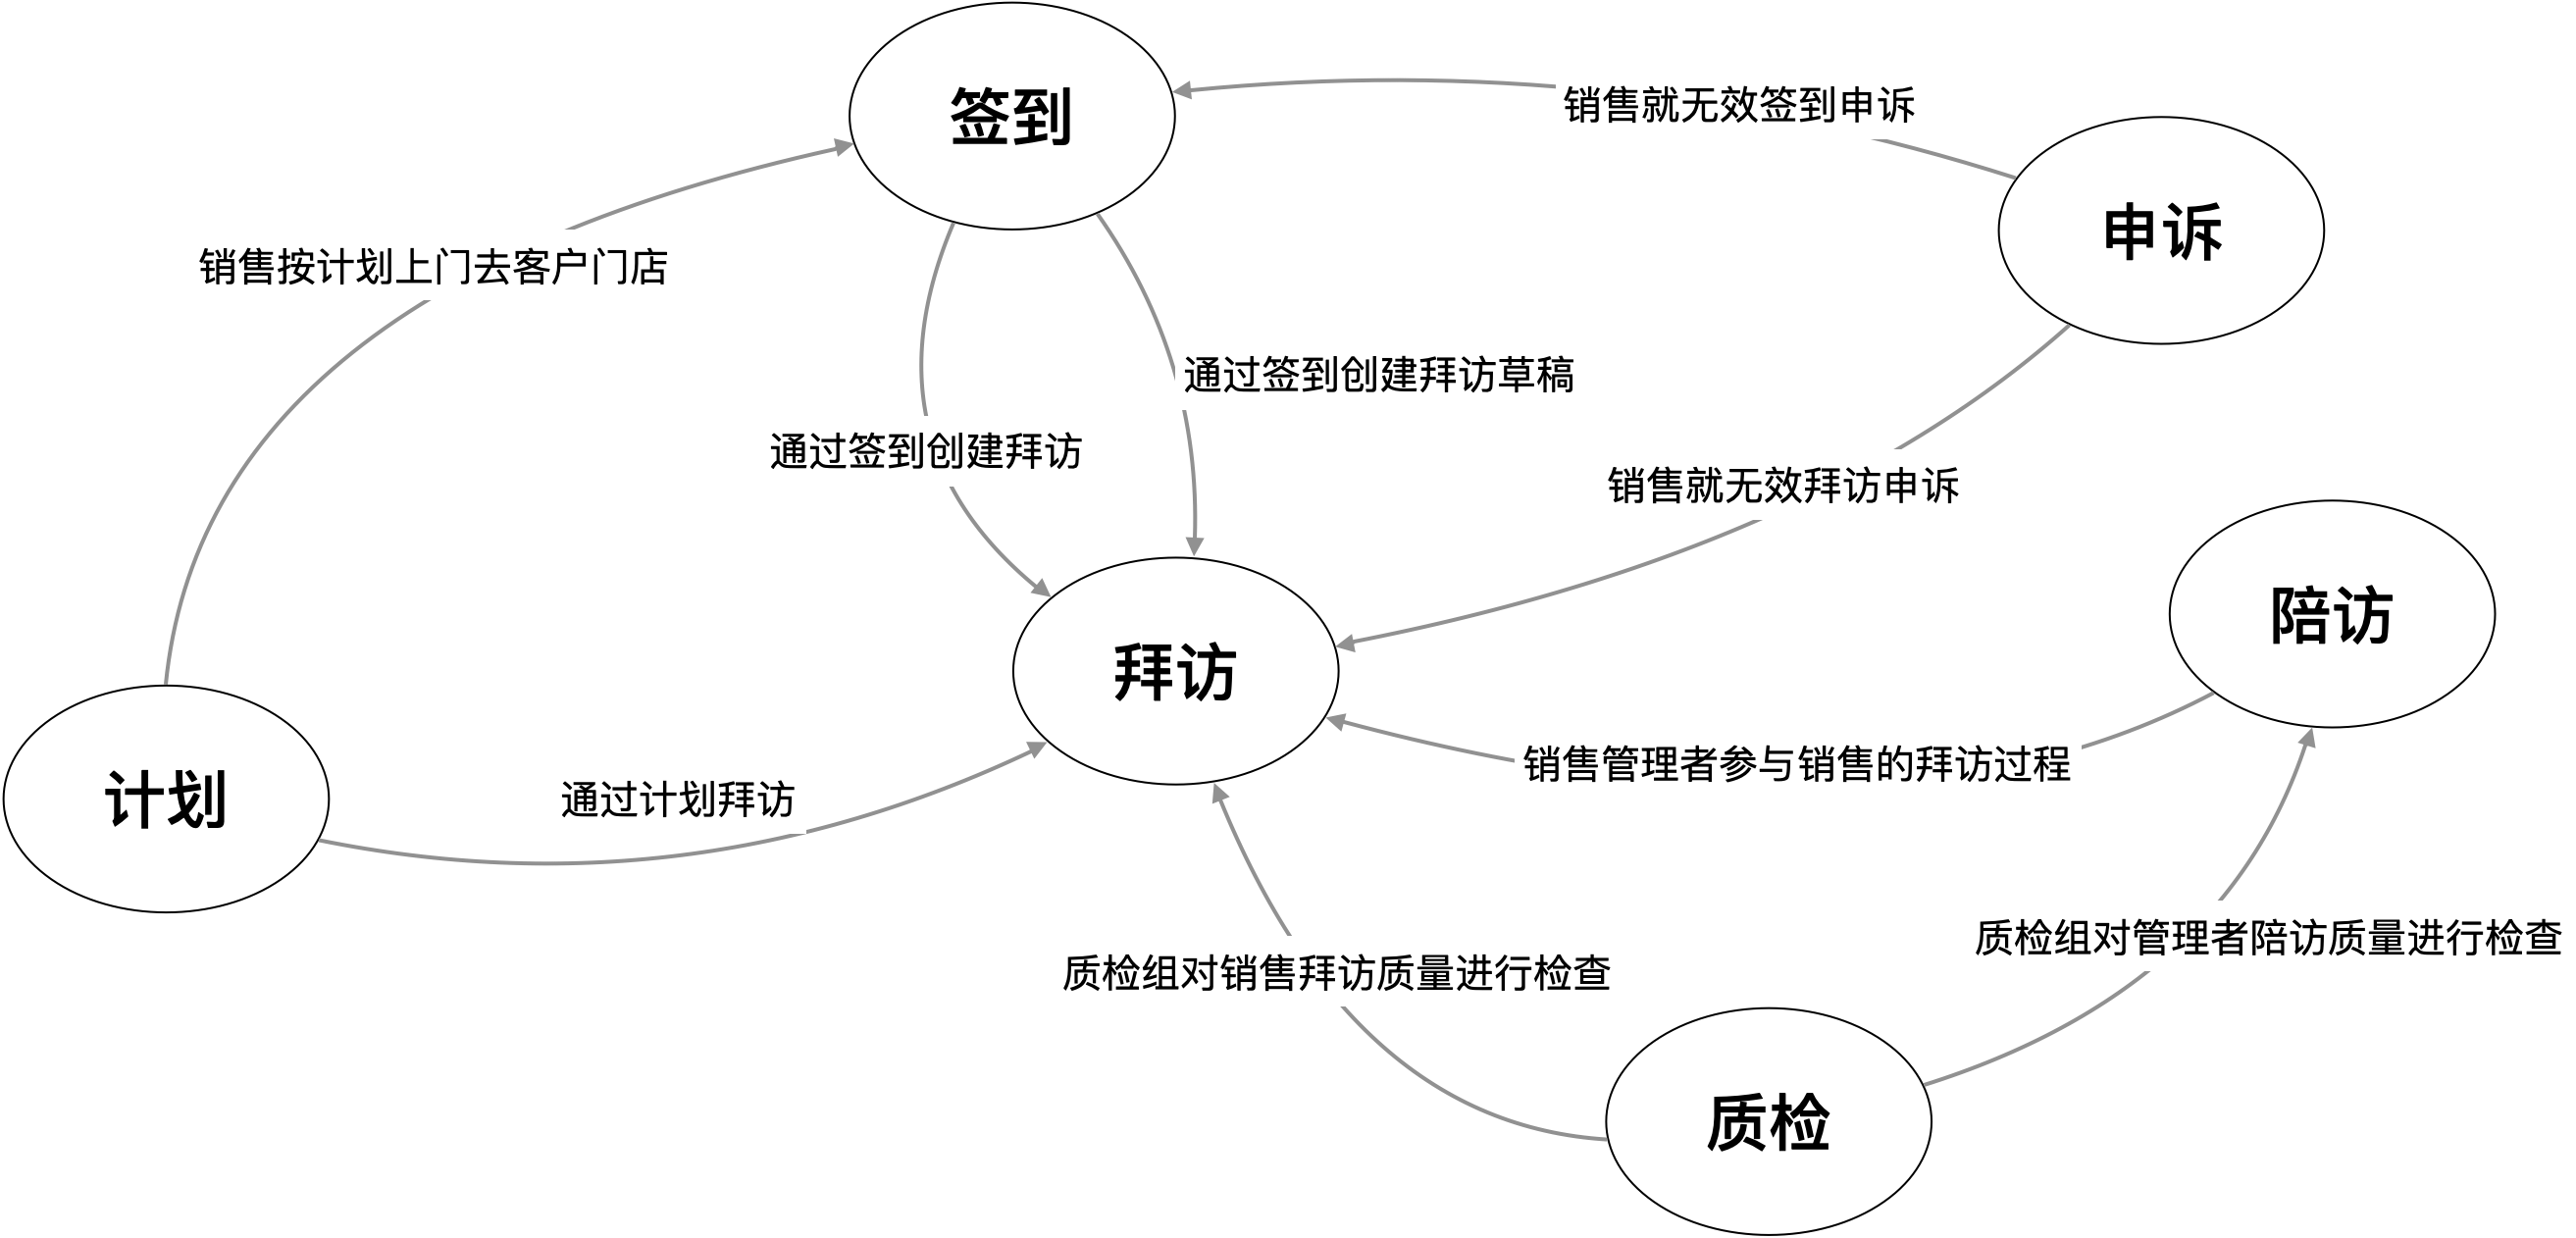 签到
销售就无效签到申诉
申诉
销售按计划上门去客户门店
通过签到创建拜访草稿
通过签到创建拜访
销售就无效拜访申诉
陪访
拜访
计划
销售管理者参与销售的拜访过程
通过计划拜访
质检组对管理者陪访质量进行检查
质检组对销售拜访质量进行检查
质检